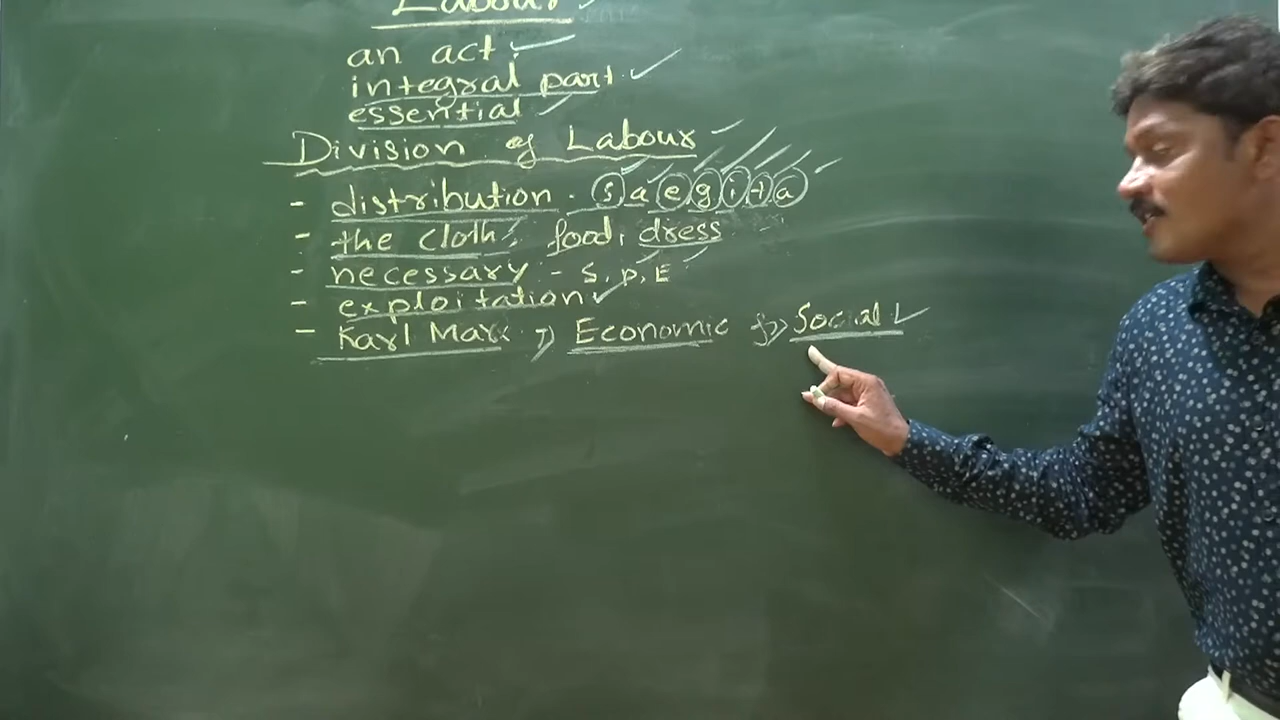 Labour
an act
integral part
essential
Division of Labour
- distribution. s a e g i t a
- the cloth, food, dress
- necessary - S, P, E
- exploitation
- Karl Marx 1) Economic 2) Social